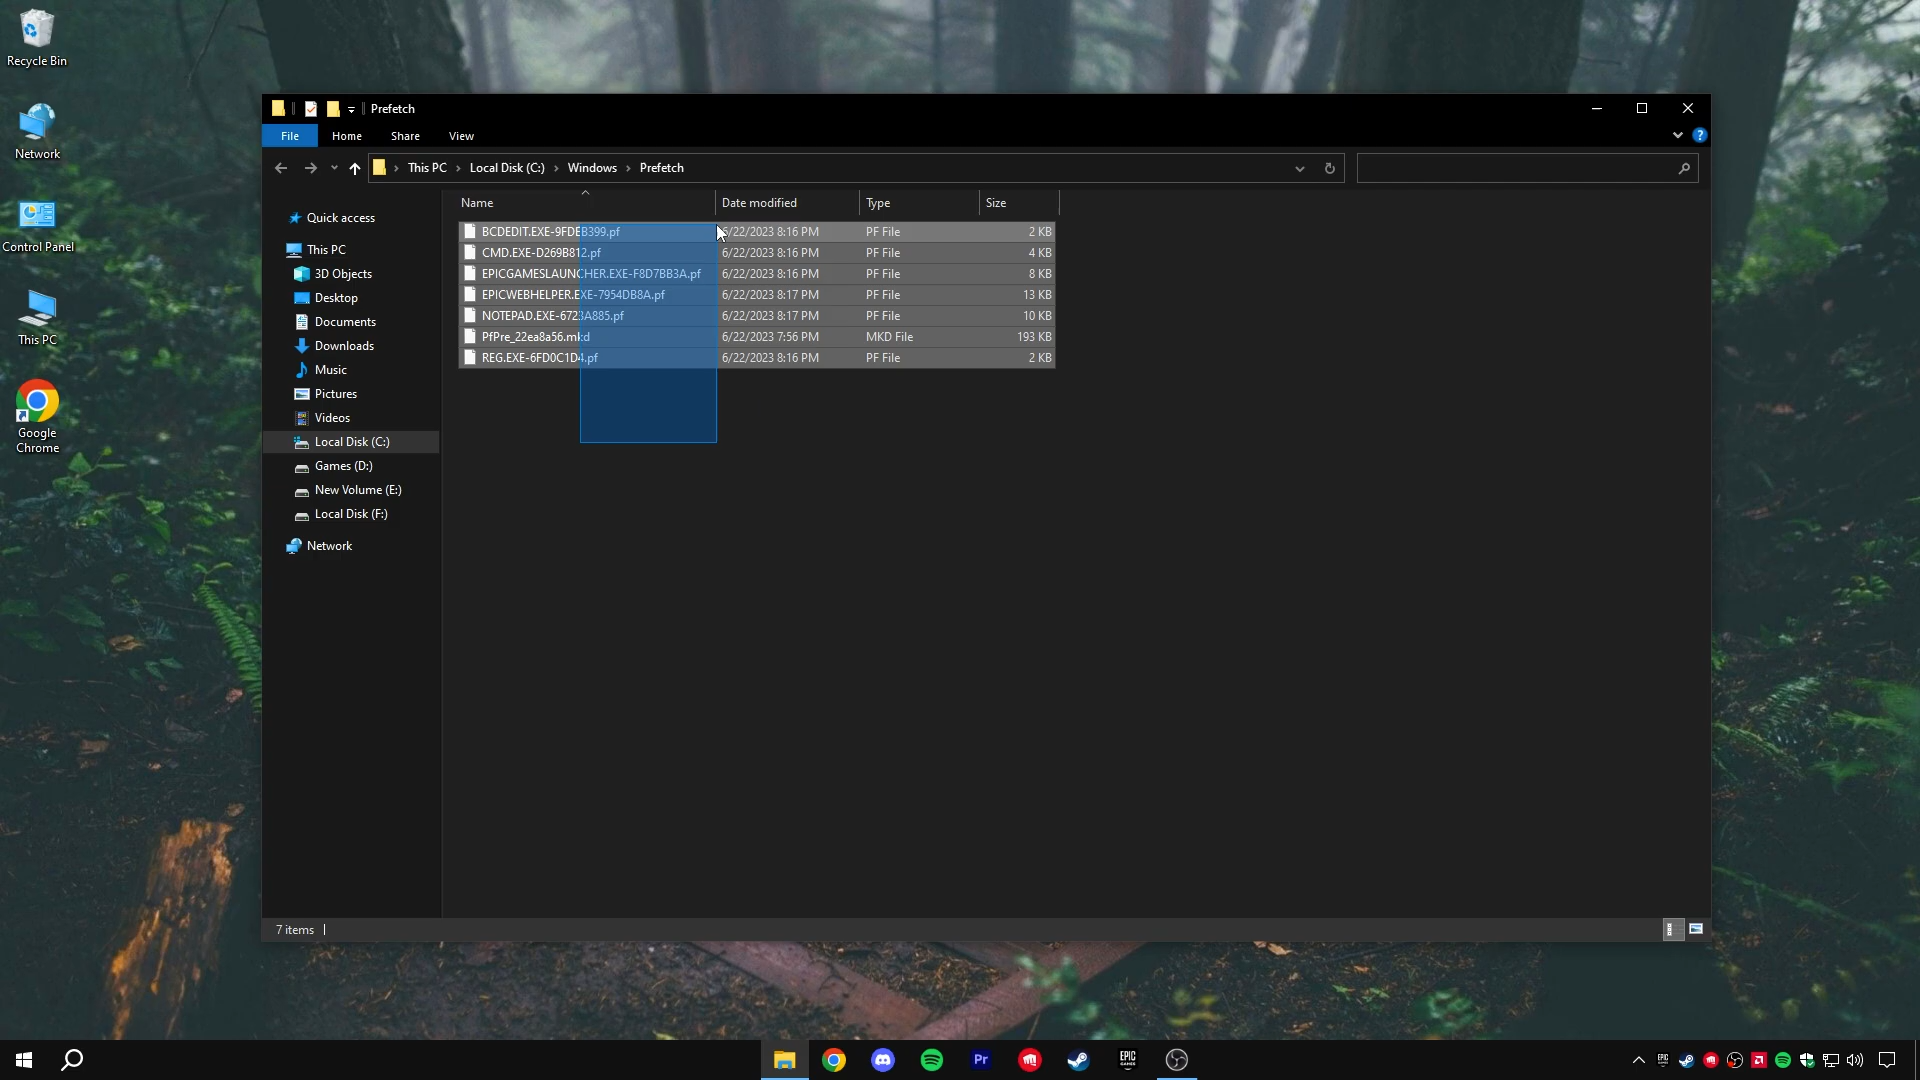 Recycle Bin
Network
Control Panel
This PC
Google
Chrome
Prefetch
File Home Share View
This PC Local Disk (C:) Windows Prefetch
Name Date modified Type Size
BCDEDIT.EXE-9FDEB399.pf 6/22/2023 8:16 PM PF File 2 KB
CMD.EXE-D269B812.pf 6/22/2023 8:16 PM PF File 4 KB
EPICGAMESLAUNCHER.EXE-F8D7BB3A.pf 6/22/2023 8:16 PM PF File 8 KB
EPICWEBHELPER.EXE-7954DB8A.pf 6/22/2023 8:17 PM PF File 13 KB
NOTEPAD.EXE-6723A885.pf 6/22/2023 8:17 PM PF File 10 KB
PfPre_22ea8a56.mkd 6/22/2023 7:56 PM MKD File 193 KB
REG.EXE-6FD0C1D4.pf 6/22/2023 8:16 PM PF File 2 KB
Quick access
This PC
3D Objects
Desktop
Documents
Downloads
Music
Pictures
Videos
Local Disk (C:)
Games (D:)
New Volume (E:)
Local Disk (F:)
Network
7 items
Pr
EPIC
GAMES
EPIC